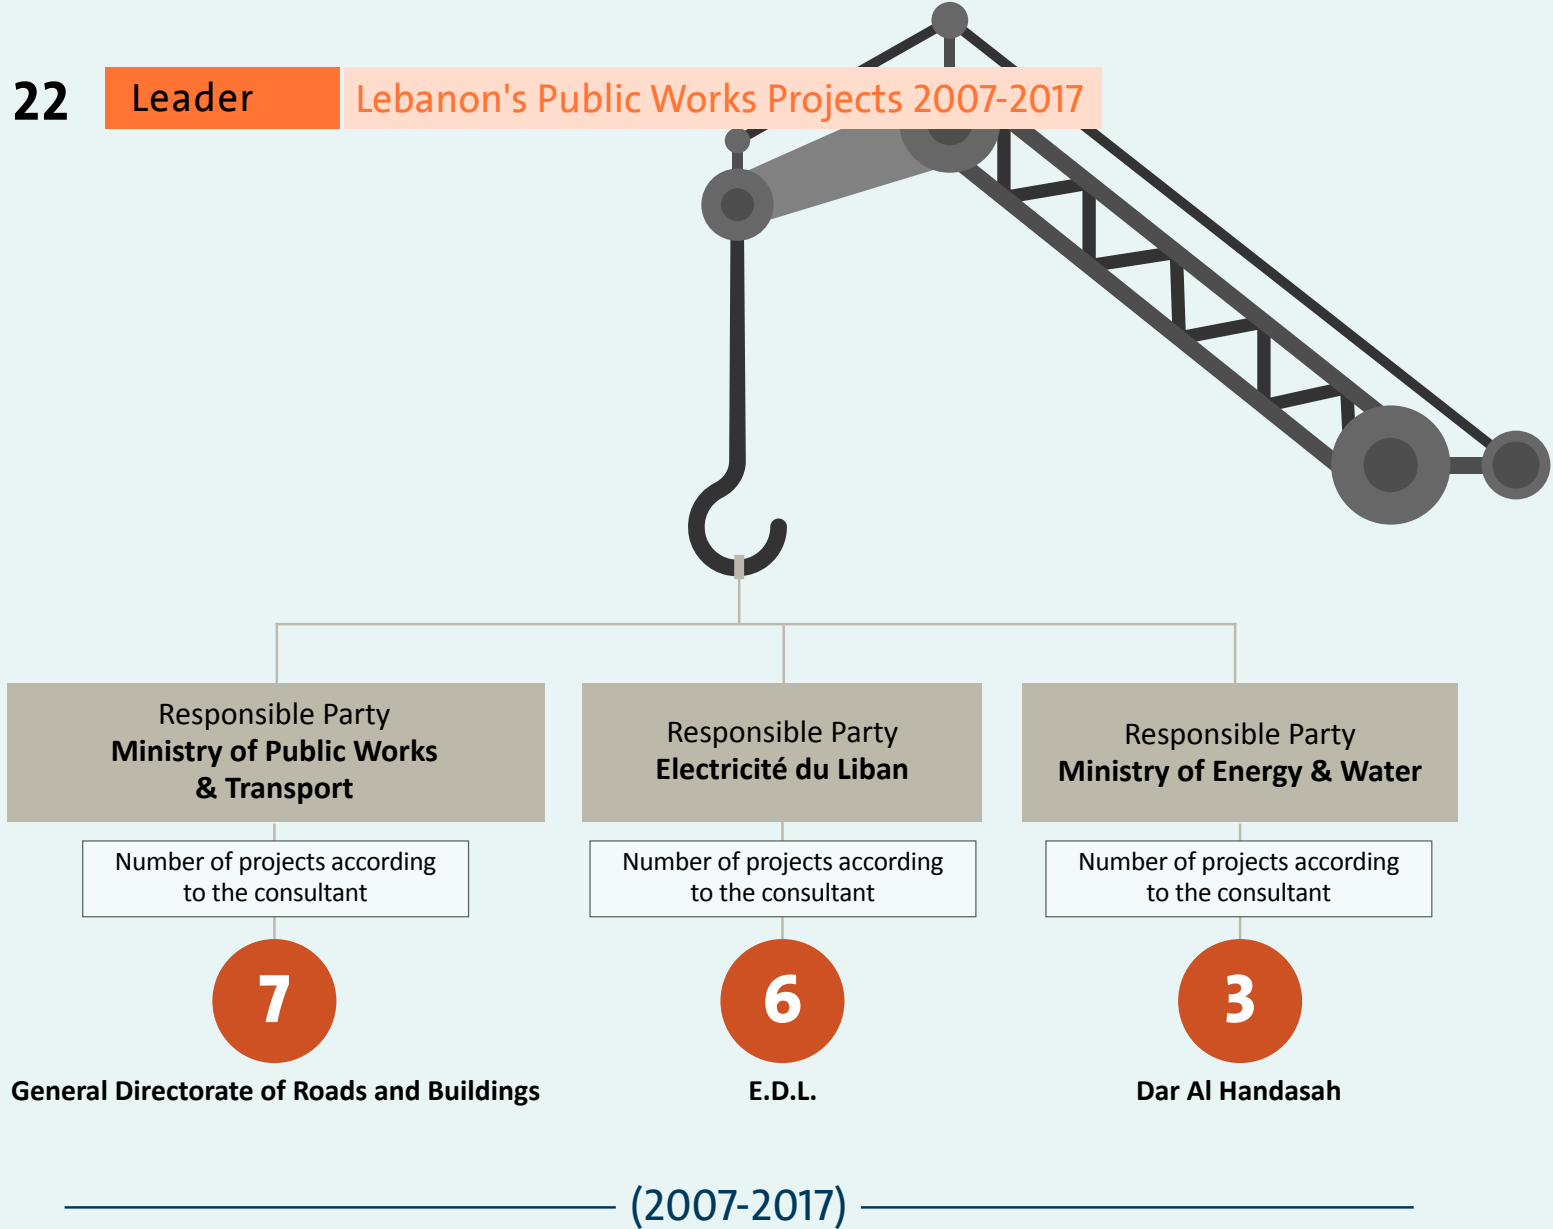 22
Leader
Lebanon's Public Works Projects 2007-2017
Responsible Party
Ministry of Public Works
& Transport
Number of projects according
to the consultant
7
General Directorate of Roads and Buildings
Responsible Party
Electricité du Liban
Number of projects according
to the consultant
6
E.D.L.
Responsible Party
Ministry of Energy & Water
Number of projects according
to the consultant
3
Dar Al Handasah
(2007-2017)